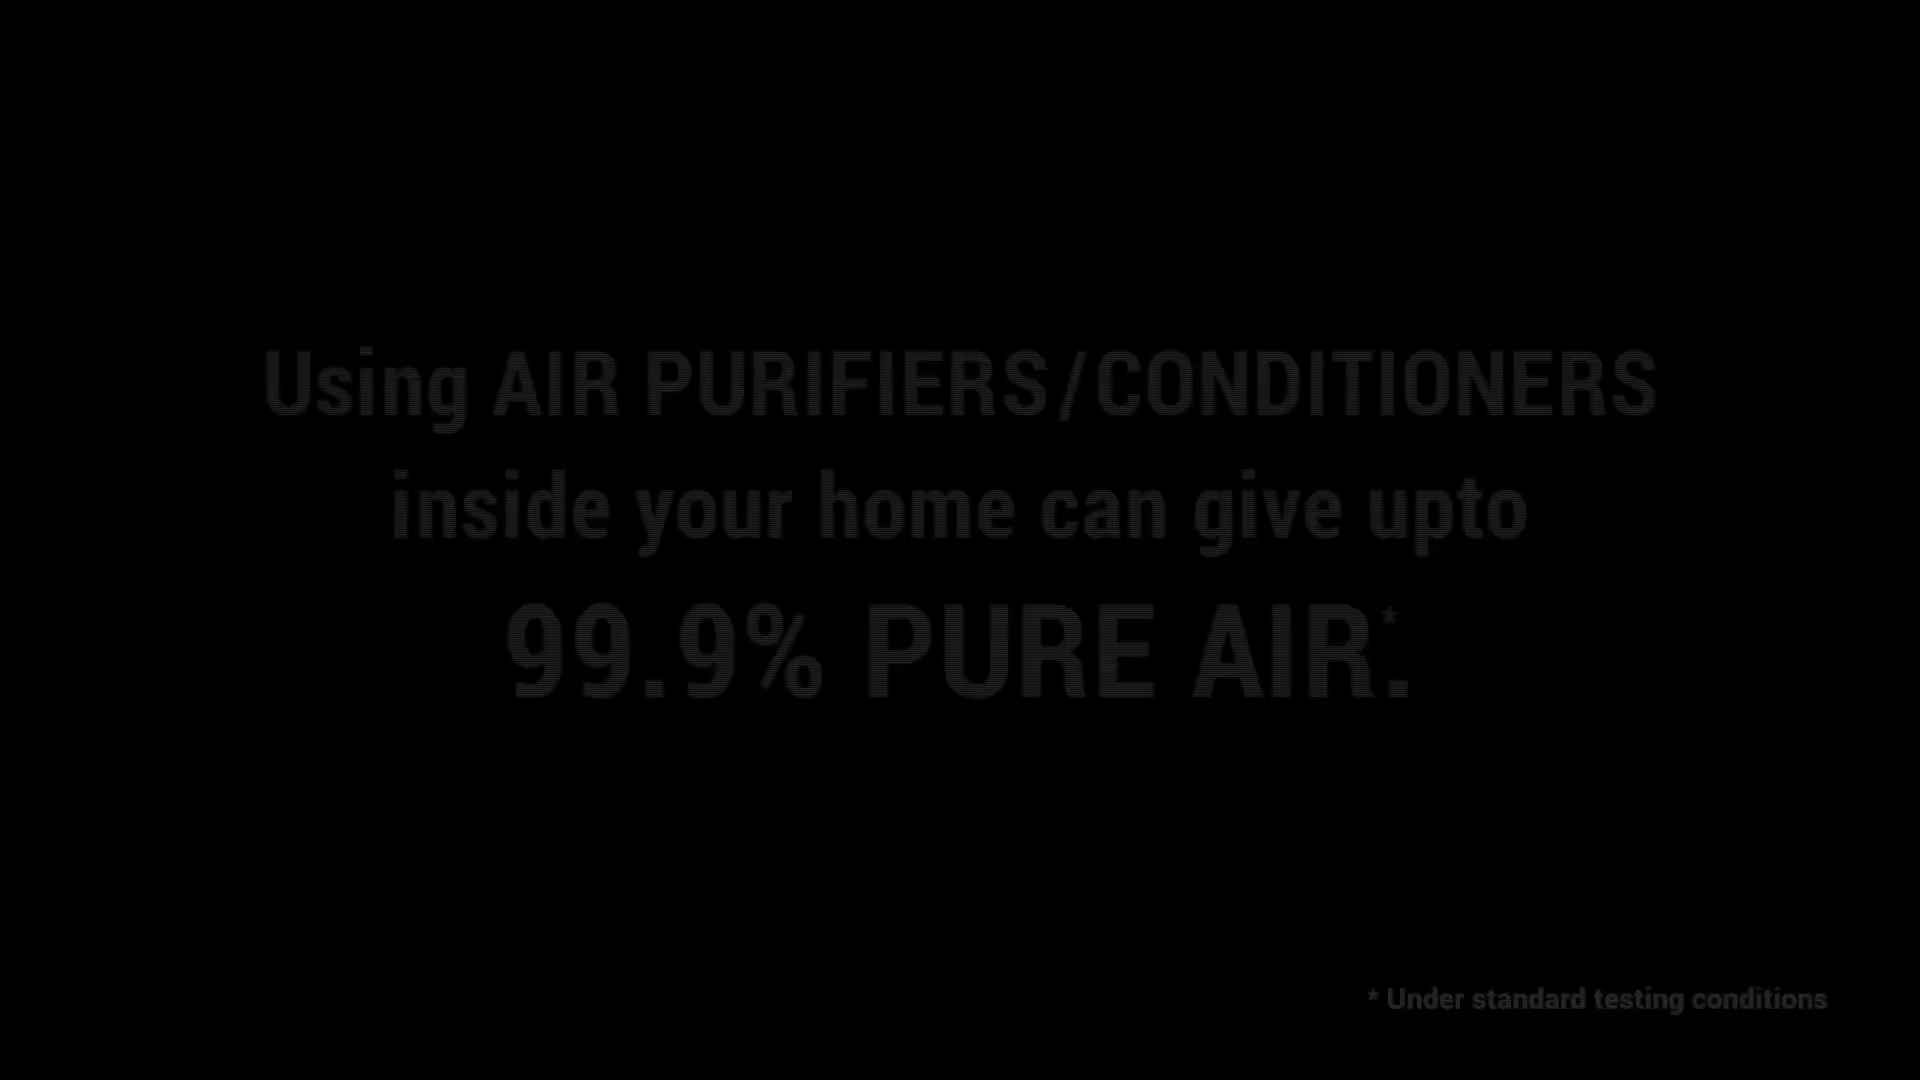 Using AIR PURIFIERS/CONDITIONERS
inside your home can give upto
99.9% PURE AIR*.
* Under standard testing conditions